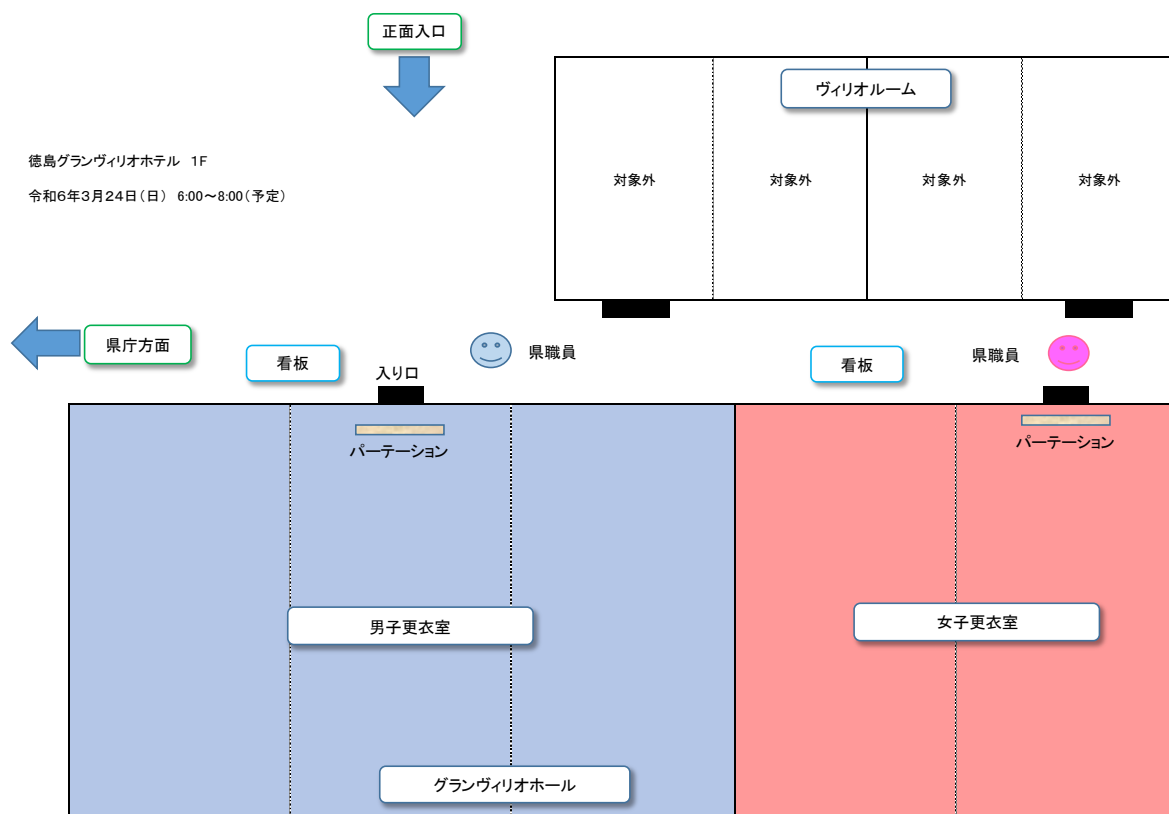 正面入口
ヴィリオルーム
徳島グランヴィリオホテル 1F
対象外
対象外
対象外
対象外
令和6年3月24日(日) 6:00～8:00(予定)
県庁方面
看板
入り口
県職員
看板
県職員
パーテーション
パーテーション
男子更衣室
女子更衣室
グランヴィリオホール